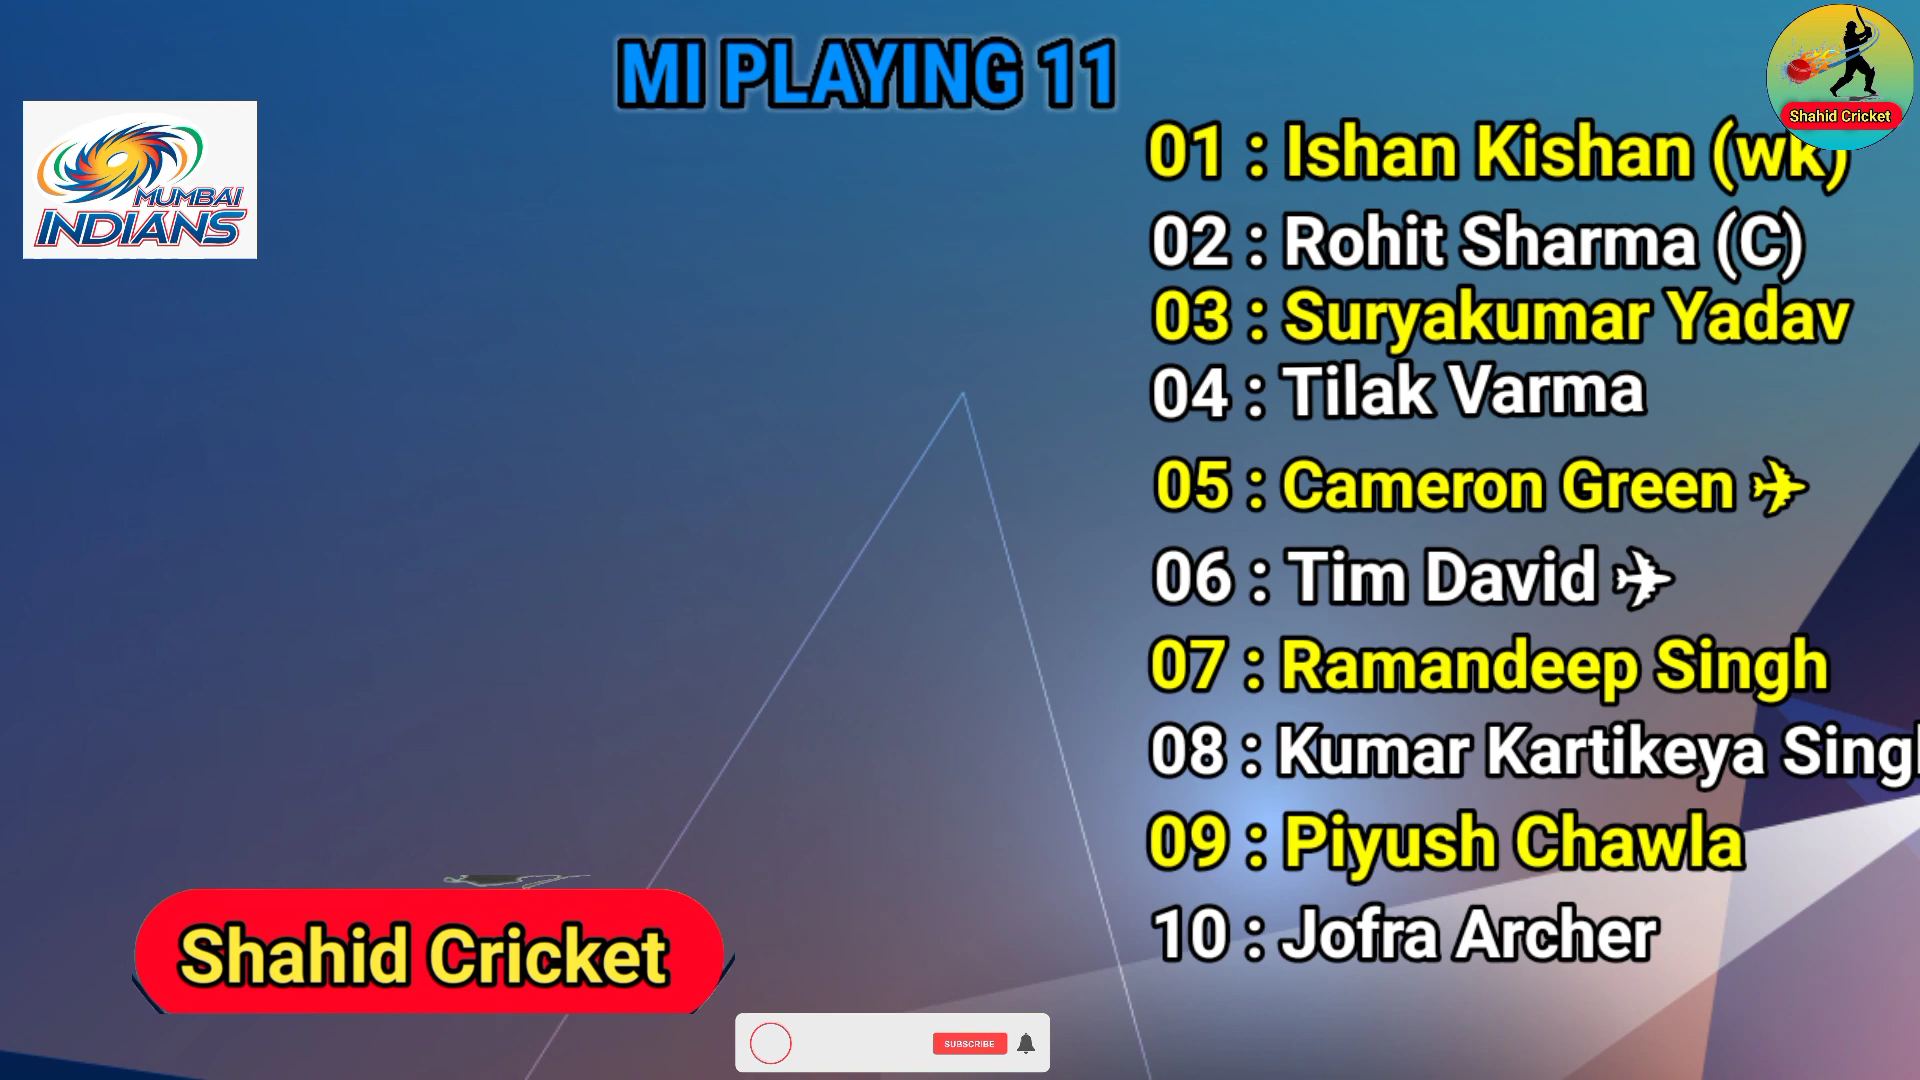 MI PLAYING 11
Shahid Cricket
MUMBAI
INDIANS
01 : Ishan Kishan (wk)
02 : Rohit Sharma (C)
03 : Suryakumar Yadav
04 : Tilak Varma
05 : Cameron Green ✈
06 : Tim David ✈
07 : Ramandeep Singh
08 : Kumar Kartikeya Singh
09 : Piyush Chawla
10 : Jofra Archer
Shahid Cricket
SUBSCRIBE